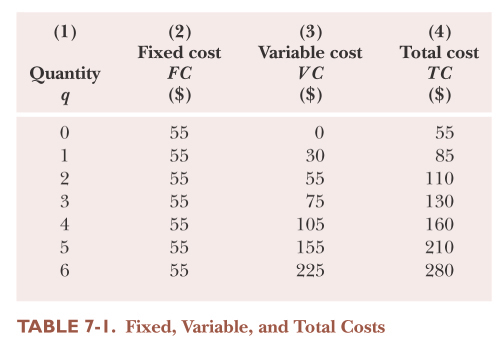 (1) (2) (3) (4)
Fixed cost Variable cost Total cost
Quantity FC VC TC
q ($) ($) ($)
0 55 0 55
1 55 30 85
2 55 55 110
3 55 75 130
4 55 105 160
5 55 155 210
6 55 225 280
TABLE 7-1. Fixed, Variable, and Total Costs